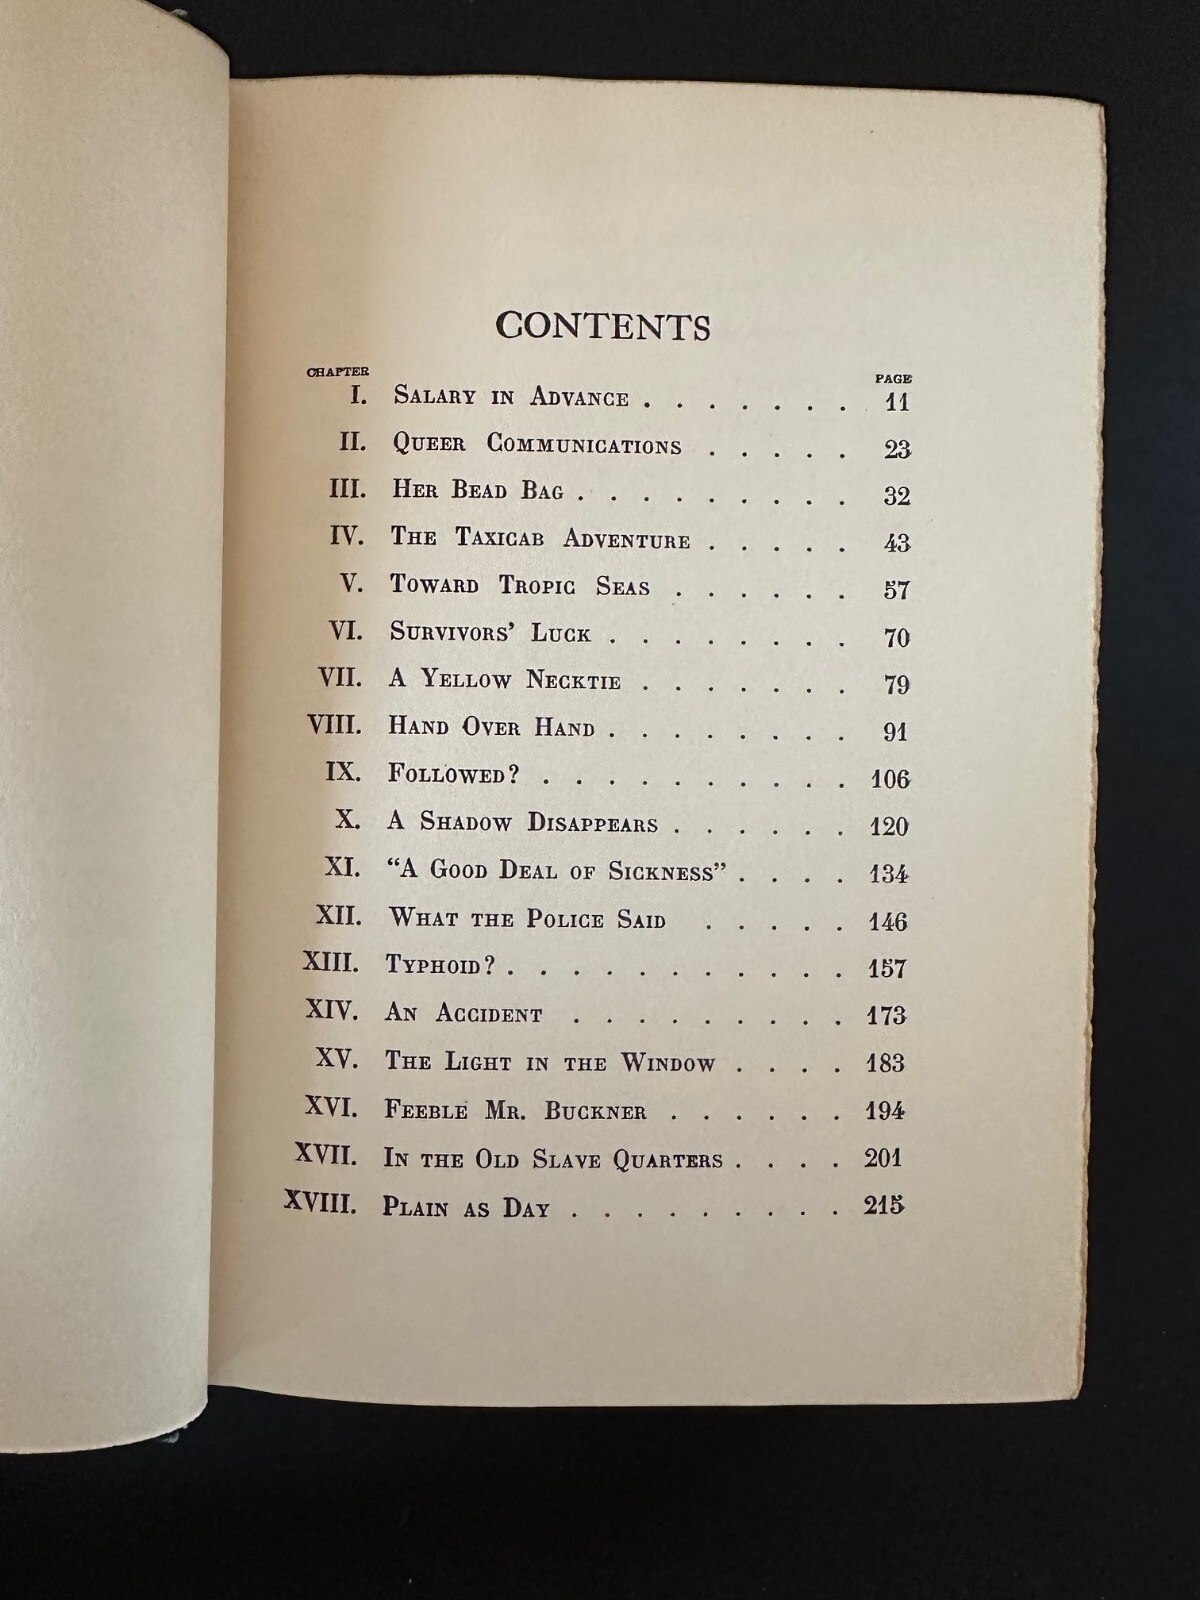 CONTENTS
CHAPTER PAGE
I. Salary in Advance . . . . . . . 11
II. Queer Communications . . . . . 23
III. Her Bead Bag . . . . . . . . . 32
IV. The Taxicab Adventure . . . . . 43
V. Toward Tropic Seas . . . . . . 57
VI. Survivors’ Luck . . . . . . . . 70
VII. A Yellow Necktie . . . . . . . 79
VIII. Hand Over Hand . . . . . . . . 91
IX. Followed? . . . . . . . . . . 106
X. A Shadow Disappears . . . . . . 120
XI. “A Good Deal of Sickness” . . . . 134
XII. What the Police Said . . . . . 146
XIII. Typhoid? . . . . . . . . . . . 157
XIV. An Accident . . . . . . . . . 173
XV. The Light in the Window . . . . 183
XVI. Feeble Mr. Buckner . . . . . . 194
XVII. In the Old Slave Quarters . . . . 201
XVIII. Plain as Day . . . . . . . . . 215